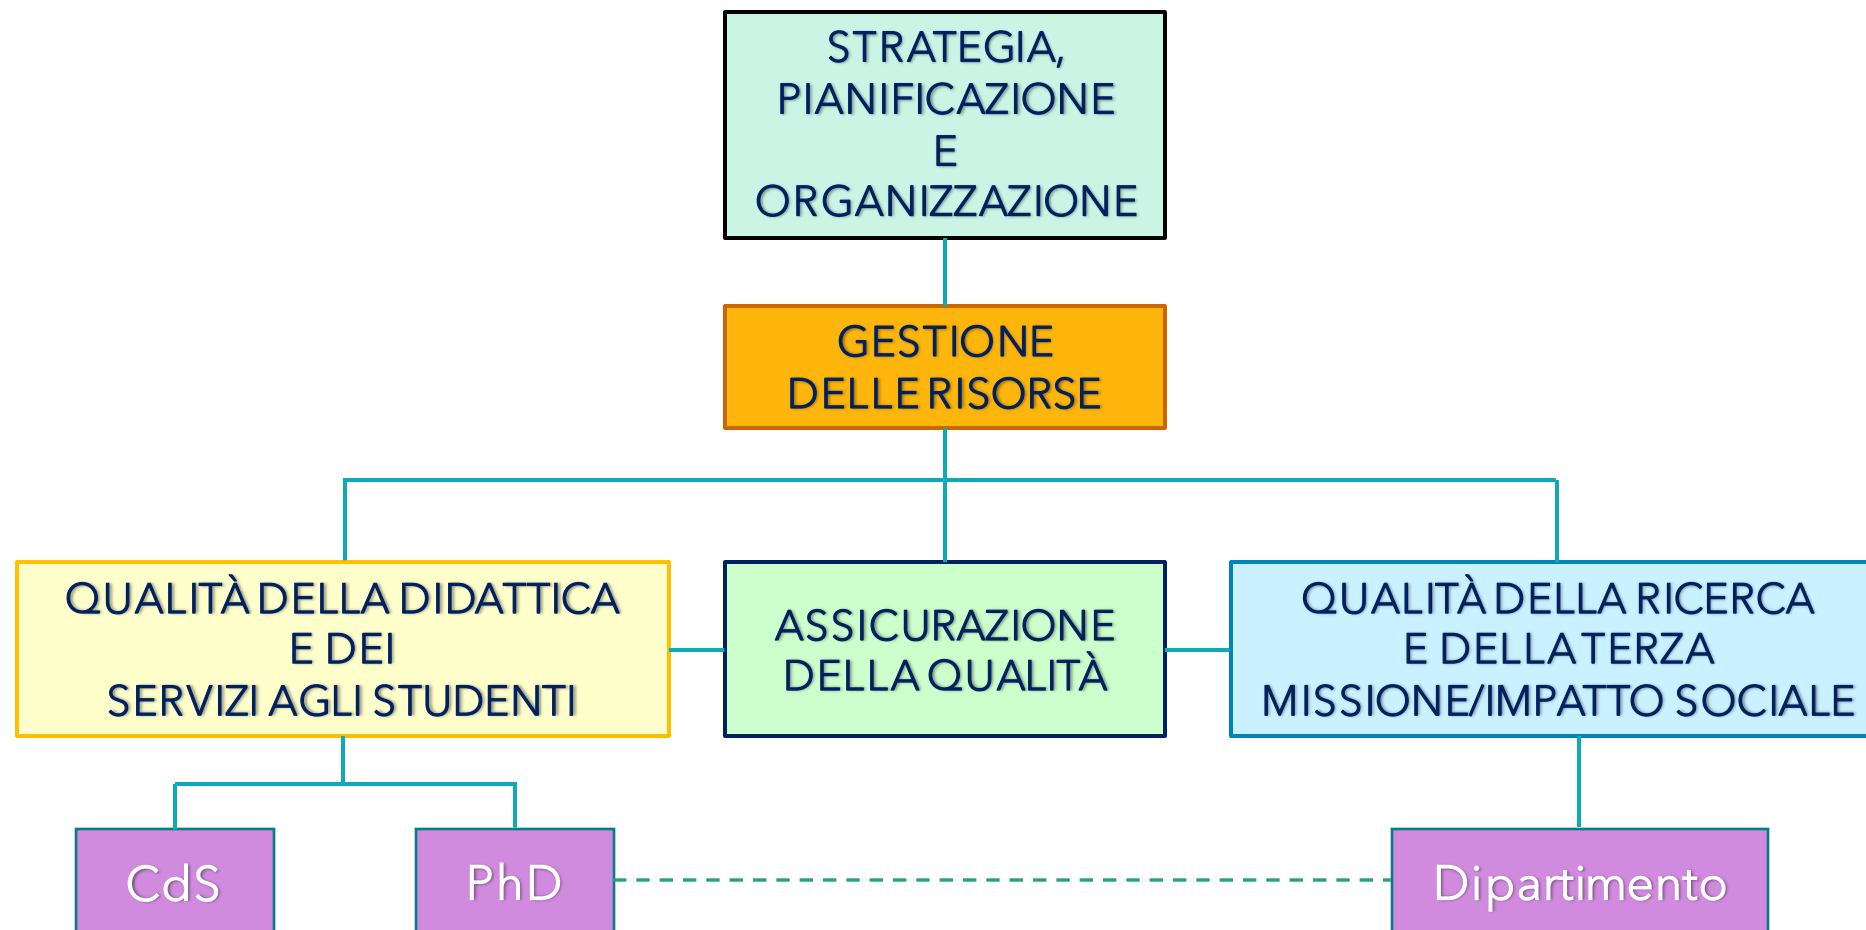 STRATEGIA,
PIANIFICAZIONE
E
ORGANIZZAZIONE
GESTIONE
DELLE RISORSE
QUALITÀ DELLA DIDATTICA
E DEI
SERVIZI AGLI STUDENTI
ASSICURAZIONE
DELLA QUALITÀ
QUALITÀ DELLA RICERCA
E DELLA TERZA
MISSIONE/IMPATTO SOCIALE
CdS
PhD
Dipartimento